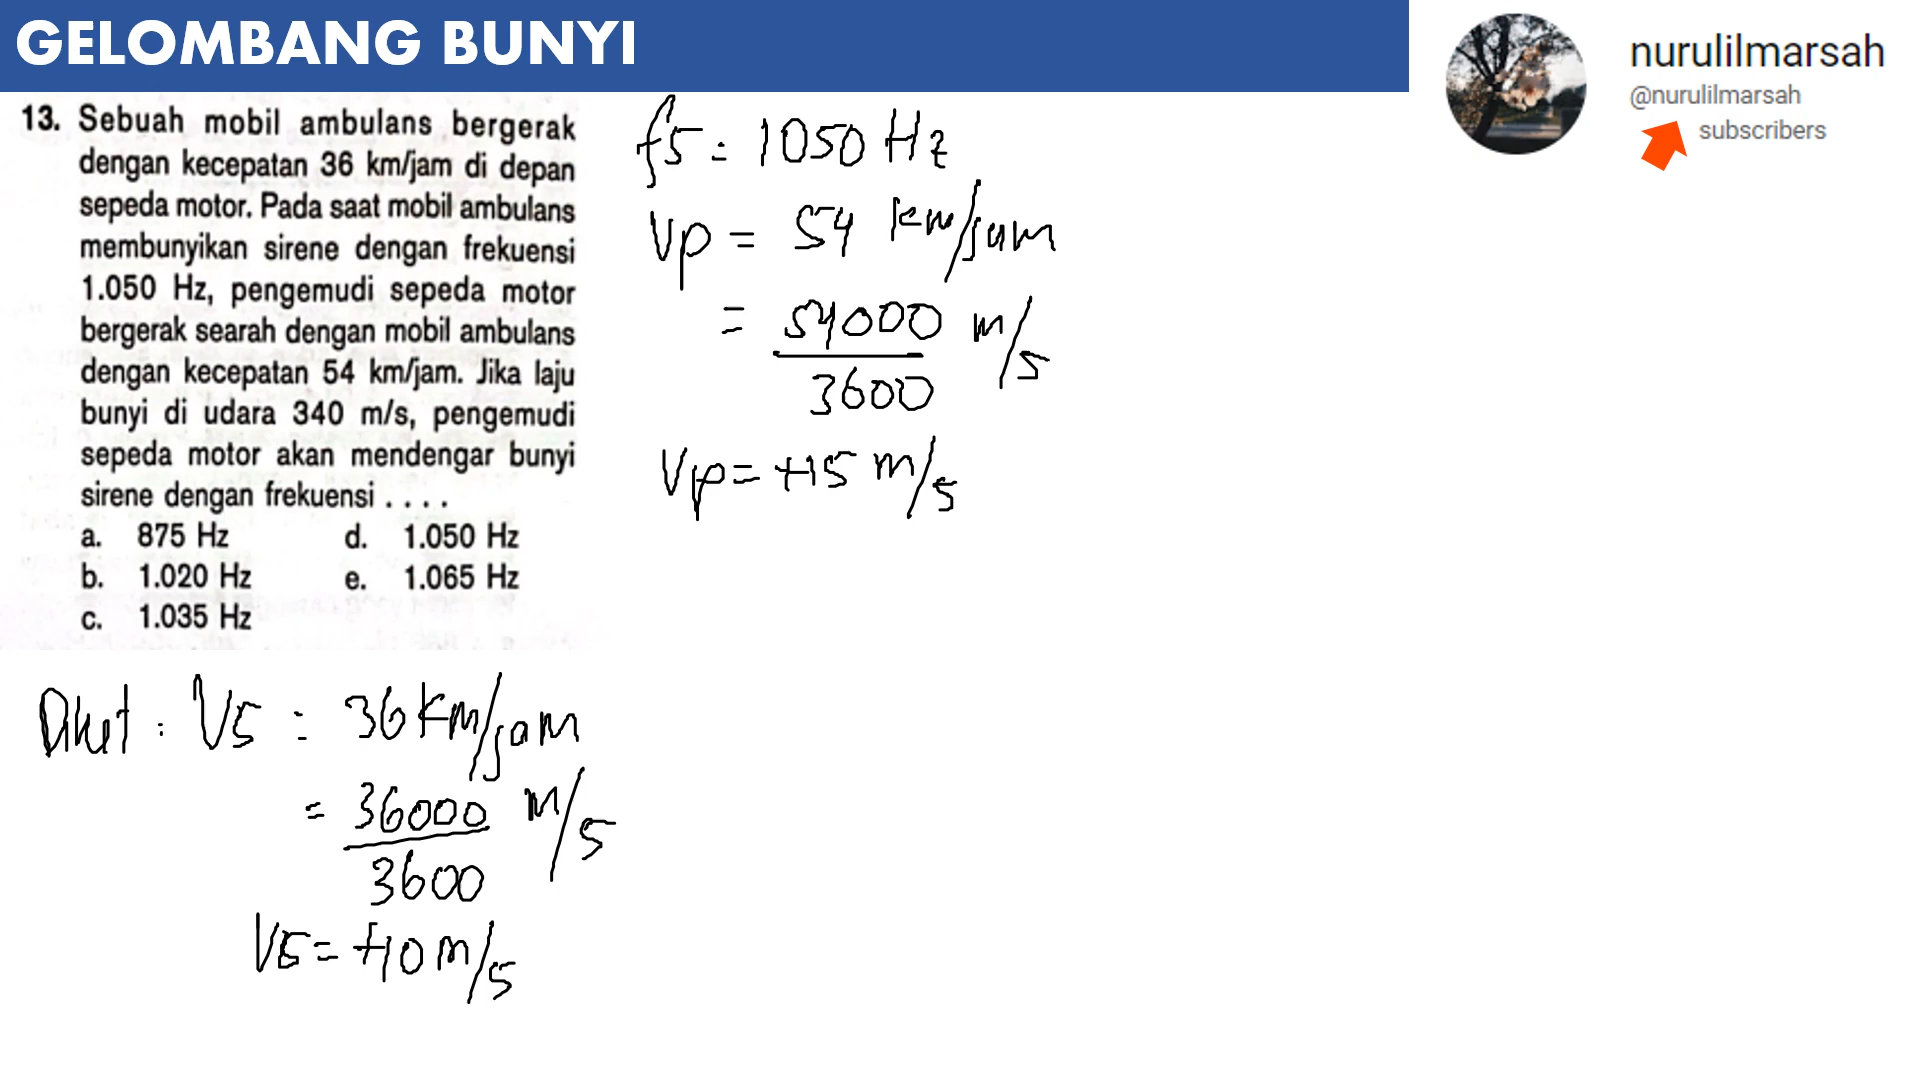 GELOMBANG BUNYI
nurulilmarsah
@nurulilmarsah
subscribers
13. Sebuah mobil ambulans bergerak
dengan kecepatan 36 km/jam di depan
sepeda motor. Pada saat mobil ambulans
membunyikan sirene dengan frekuensi
1.050 Hz, pengemudi sepeda motor
bergerak searah dengan mobil ambulans
dengan kecepatan 54 km/jam. Jika laju
bunyi di udara 340 m/s, pengemudi
sepeda motor akan mendengar bunyi
sirene dengan frekuensi . . . .
a. 875 Hz d. 1.050 Hz
b. 1.020 Hz e. 1.065 Hz
c. 1.035 Hz
Dket : Vs = 36 km/jam
= 36000 m/s
3600
Vs = +10 m/s
fs = 1050 Hz
Vp = 54 km/jam
= 54000 m/s
3600
Vp = +15 m/s